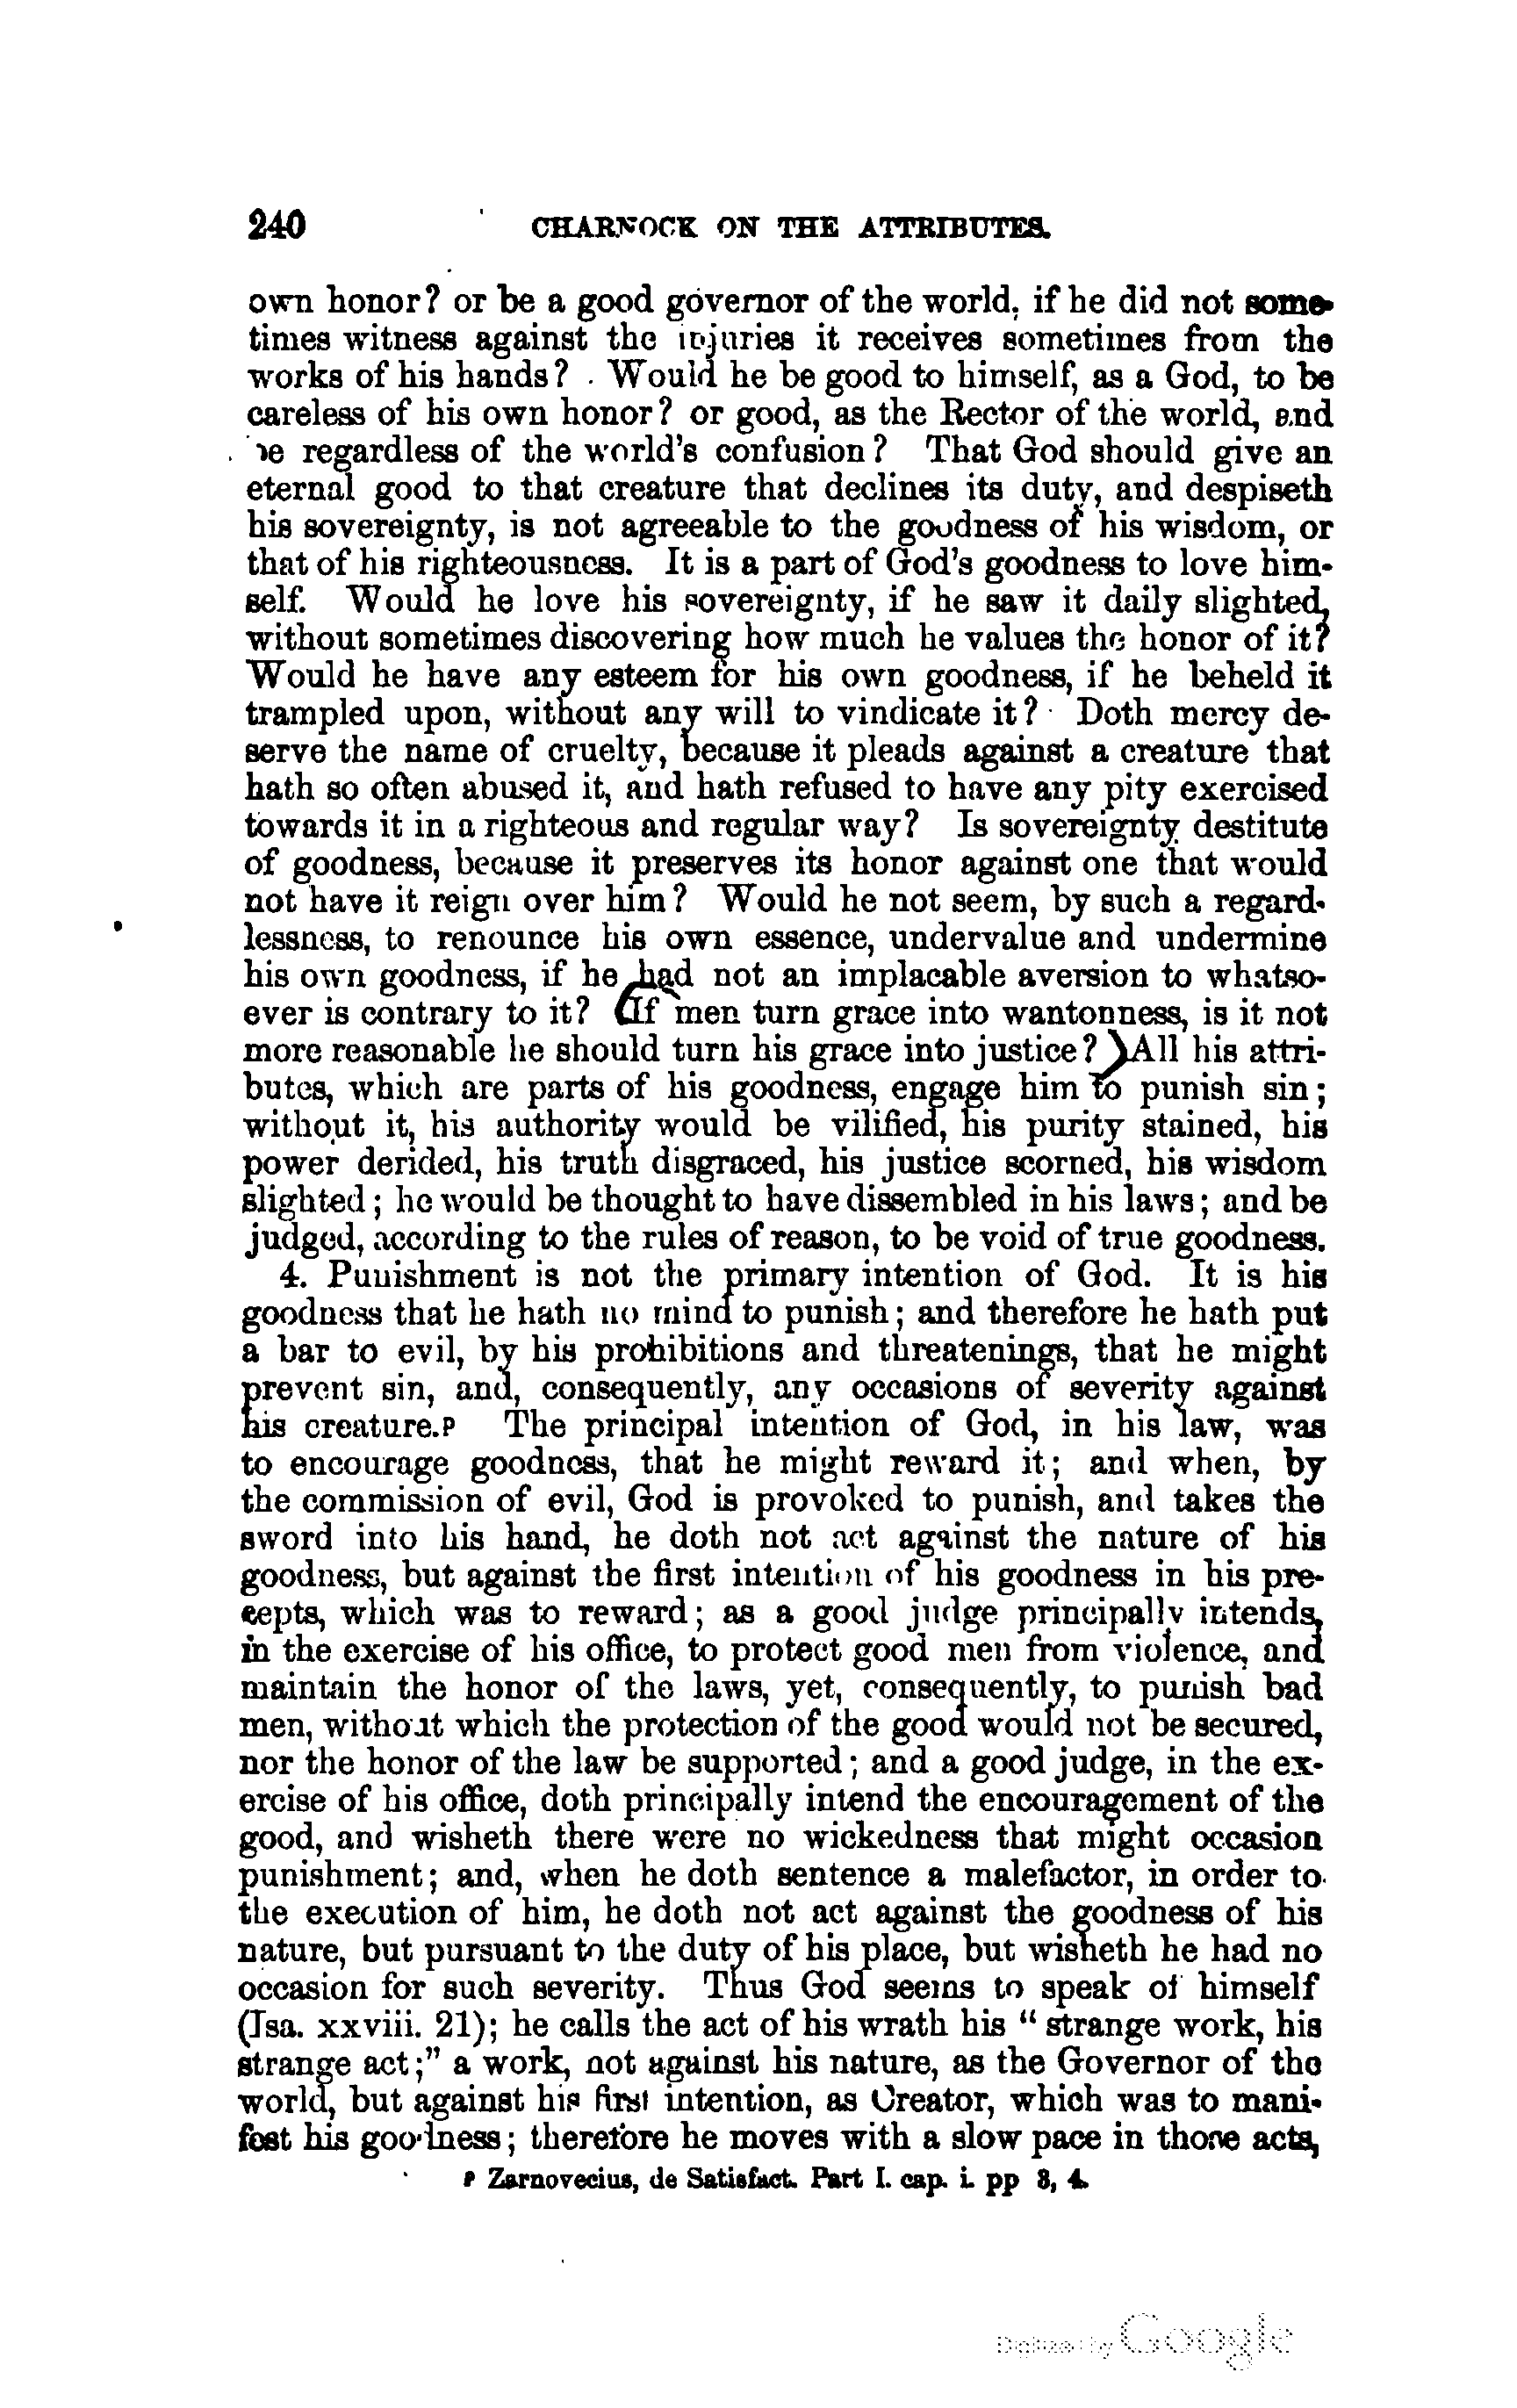 240 CHARNOCK ON THE ATTRIBUTES.
own honor? or be a good governor of the world, if he did not some-
times witness against the injuries it receives sometimes from the
works of his hands? Would he be good to himself, as a God, to be
careless of his own honor? or good, as the Rector of the world, and
be regardless of the world's confusion? That God should give an
eternal good to that creature that declines its duty, and despiseth
his sovereignty, is not agreeable to the goodness of his wisdom, or
that of his righteousness. It is a part of God's goodness to love him-
self. Would he love his sovereignty, if he saw it daily slighted,
without sometimes discovering how much he values the honor of it?
Would he have any esteem for his own goodness, if he beheld it
trampled upon, without any will to vindicate it? Doth mercy de-
serve the name of cruelty, because it pleads against a creature that
hath so often abused it, and hath refused to have any pity exercised
towards it in a righteous and regular way? Is sovereignty destitute
of goodness, because it preserves its honor against one that would
not have it reign over him? Would he not seem, by such a regard-
lessness, to renounce his own essence, undervalue and undermine
his own goodness, if he had not an implacable aversion to whatso-
ever is contrary to it? (If men turn grace into wantonness, is it not
more reasonable he should turn his grace into justice?) All his attri-
butes, which are parts of his goodness, engage him to punish sin;
without it, his authority would be vilified, his purity stained, his
power derided, his truth disgraced, his justice scorned, his wisdom
slighted; he would be thought to have dissembled in his laws; and be
judged, according to the rules of reason, to be void of true goodness.
4. Punishment is not the primary intention of God. It is his
goodness that he hath no mind to punish; and therefore he hath put
a bar to evil, by his prohibitions and threatenings, that he might
prevent sin, and, consequently, any occasions of severity against
his creature.p The principal intention of God, in his law, was
to encourage goodness, that he might reward it; and when, by
the commission of evil, God is provoked to punish, and takes the
sword into his hand, he doth not act against the nature of his
goodness, but against the first intention of his goodness in his pre-
cepts, which was to reward; as a good judge principally intends,
in the exercise of his office, to protect good men from violence, and
maintain the honor of the laws, yet, consequently, to punish bad
men, without which the protection of the good would not be secured,
nor the honor of the law be supported; and a good judge, in the ex-
ercise of his office, doth principally intend the encouragement of the
good, and wisheth there were no wickedness that might occasion
punishment; and, when he doth sentence a malefactor, in order to
the execution of him, he doth not act against the goodness of his
nature, but pursuant to the duty of his place, but wisheth he had no
occasion for such severity. Thus God seems to speak of himself
(Isa. xxviii. 21); he calls the act of his wrath his "strange work, his
strange act;" a work, not against his nature, as the Governor of the
world, but against his first intention, as Creator, which was to mani-
fest his goodness; therefore he moves with a slow pace in those acts,
p Zarnovecius, de Satisfact. Part I. cap. i. pp 3, 4.
Digitized by Google